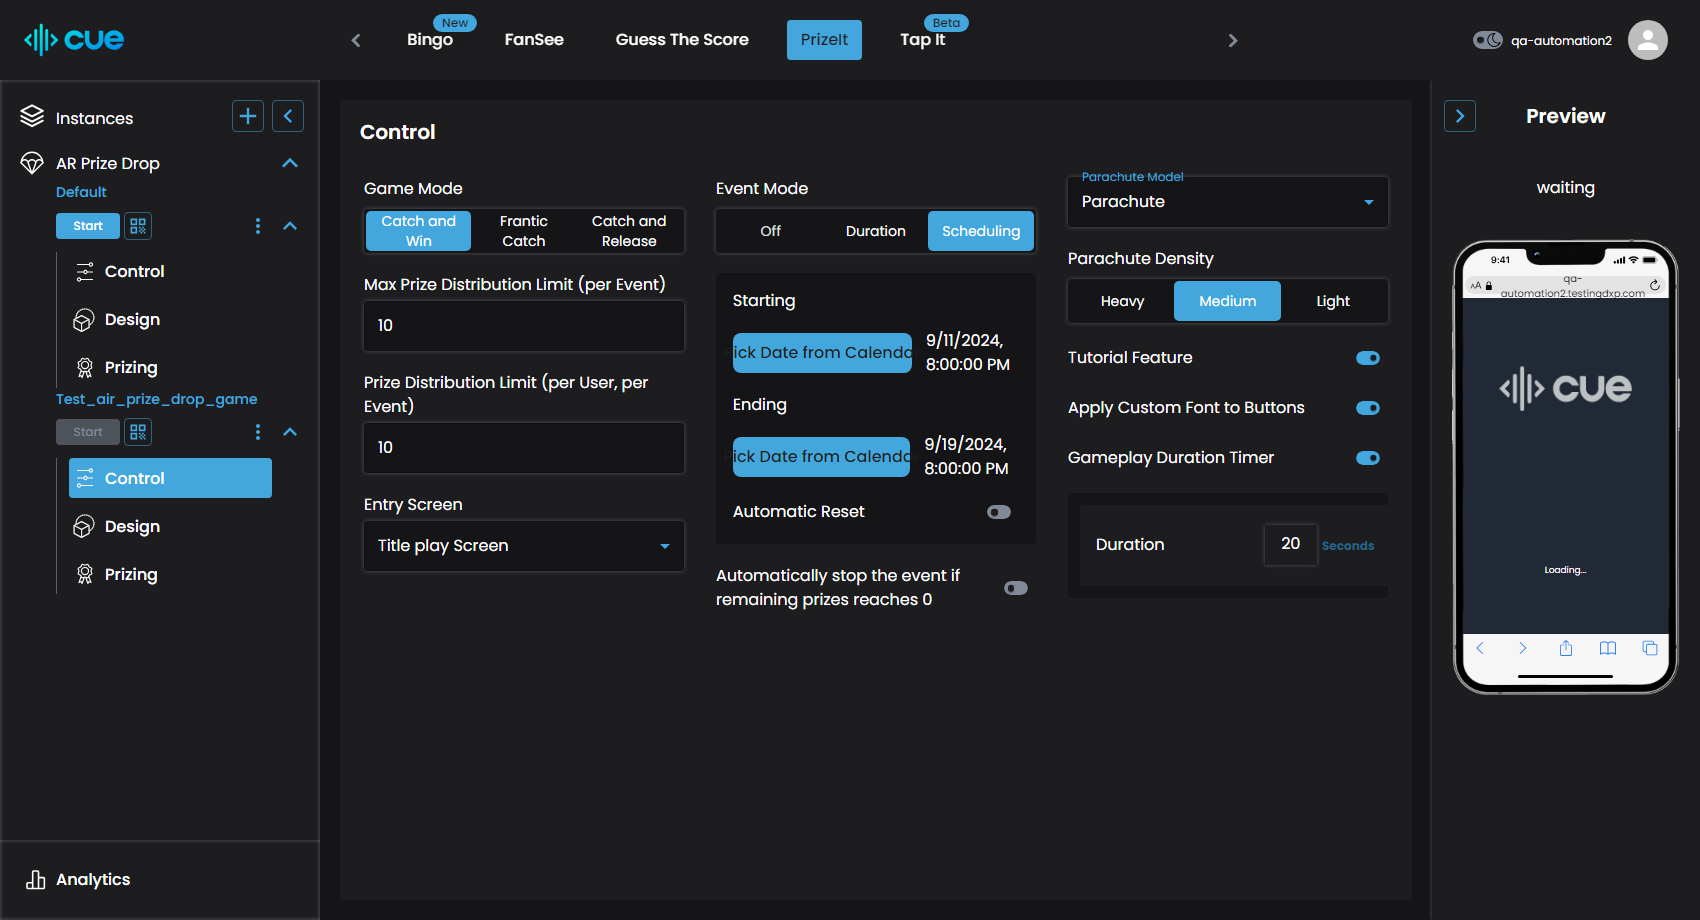 cue
New
Bingo
FanSee
Guess The Score
PrizeIt
Beta
Tap It
qa-automation2
Instances
AR Prize Drop
Default
Start
Control
Design
Prizing
Test_air_prize_drop_game
Start
Control
Design
Prizing
Analytics
Control
Game Mode
Catch and
Win
Frantic
Catch
Catch and
Release
Max Prize Distribution Limit (per Event)
10
Prize Distribution Limit (per User, per
Event)
10
Entry Screen
Title play Screen
Event Mode
Off
Duration
Scheduling
Starting
ick Date from Calenda
9/11/2024,
8:00:00 PM
Ending
ick Date from Calendar
9/19/2024,
8:00:00 PM
Automatic Reset
Automatically stop the event if
remaining prizes reaches 0
Parachute Model
Parachute
Parachute Density
Heavy
Medium
Light
Tutorial Feature
Apply Custom Font to Buttons
Gameplay Duration Timer
Duration
20
Seconds
Preview
waiting
9:41
AA
qa-
automation2.testingdxp.com
cue
Loading...